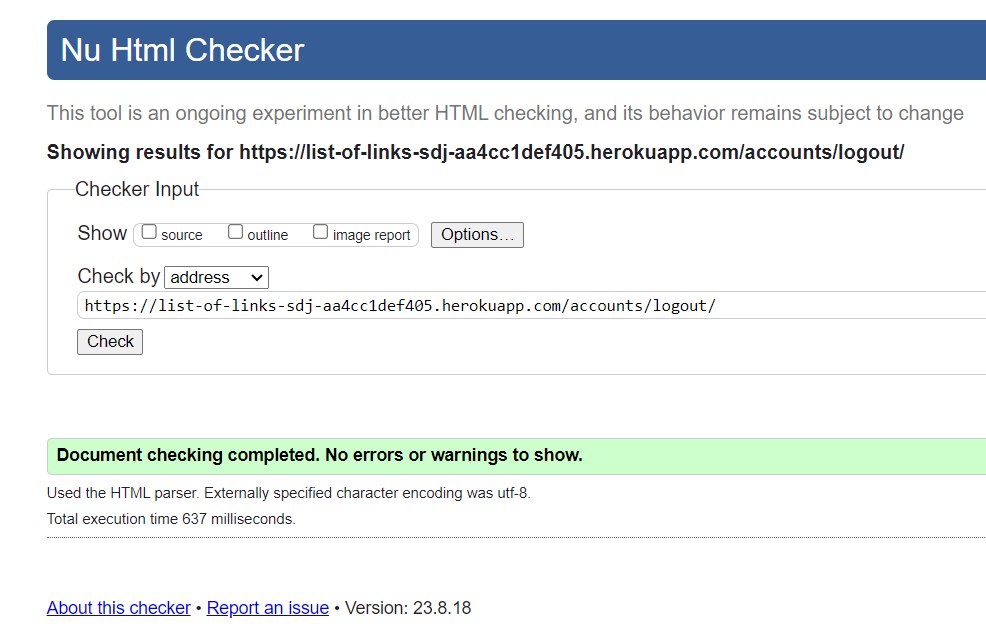 Nu Html Checker
This tool is an ongoing experiment in better HTML checking, and its behavior remains subject to change
Showing results for https://list-of-links-sdj-aa4cc1def405.herokuapp.com/accounts/logout/
Checker Input
Show source outline image report Options...
Check by address
https://list-of-links-sdj-aa4cc1def405.herokuapp.com/accounts/logout/
Check
Document checking completed. No errors or warnings to show.
Used the HTML parser. Externally specified character encoding was utf-8.
Total execution time 637 milliseconds.
About this checker • Report an issue • Version: 23.8.18